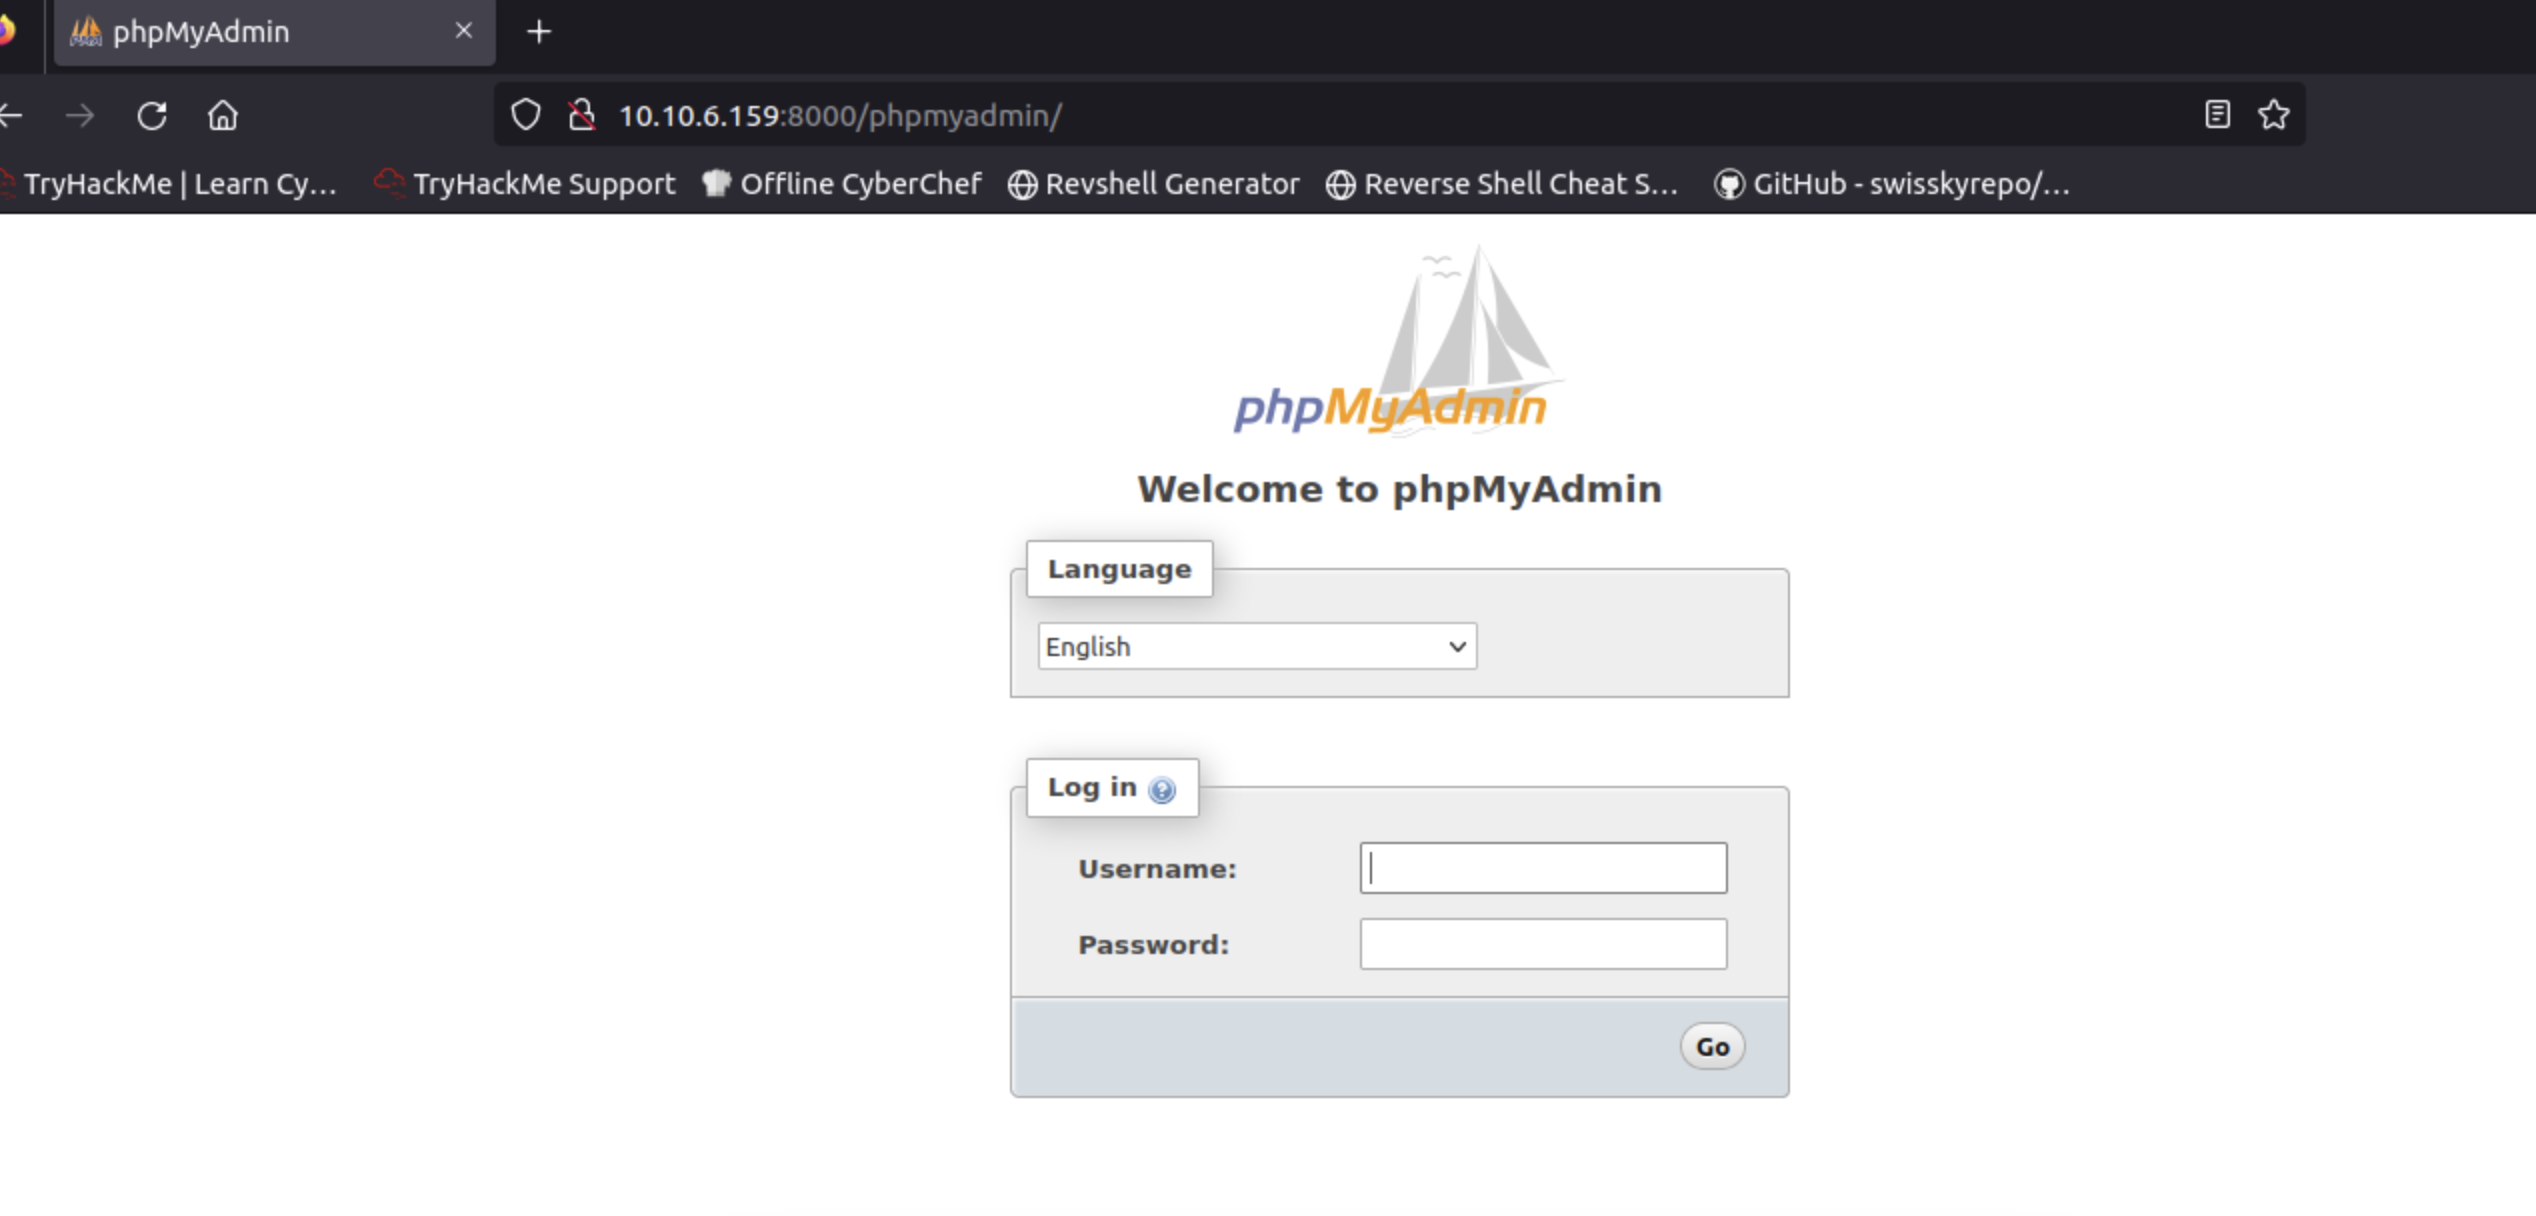 phpMyAdmin
10.10.6.159:8000/phpmyadmin/
TryHackMe | Learn Cy... TryHackMe Support Offline CyberChef Revshell Generator Reverse Shell Cheat S... GitHub - swisskyrepo/...
phpMyAdmin
Welcome to phpMyAdmin
Language
English
Log in
Username:
Password:
Go